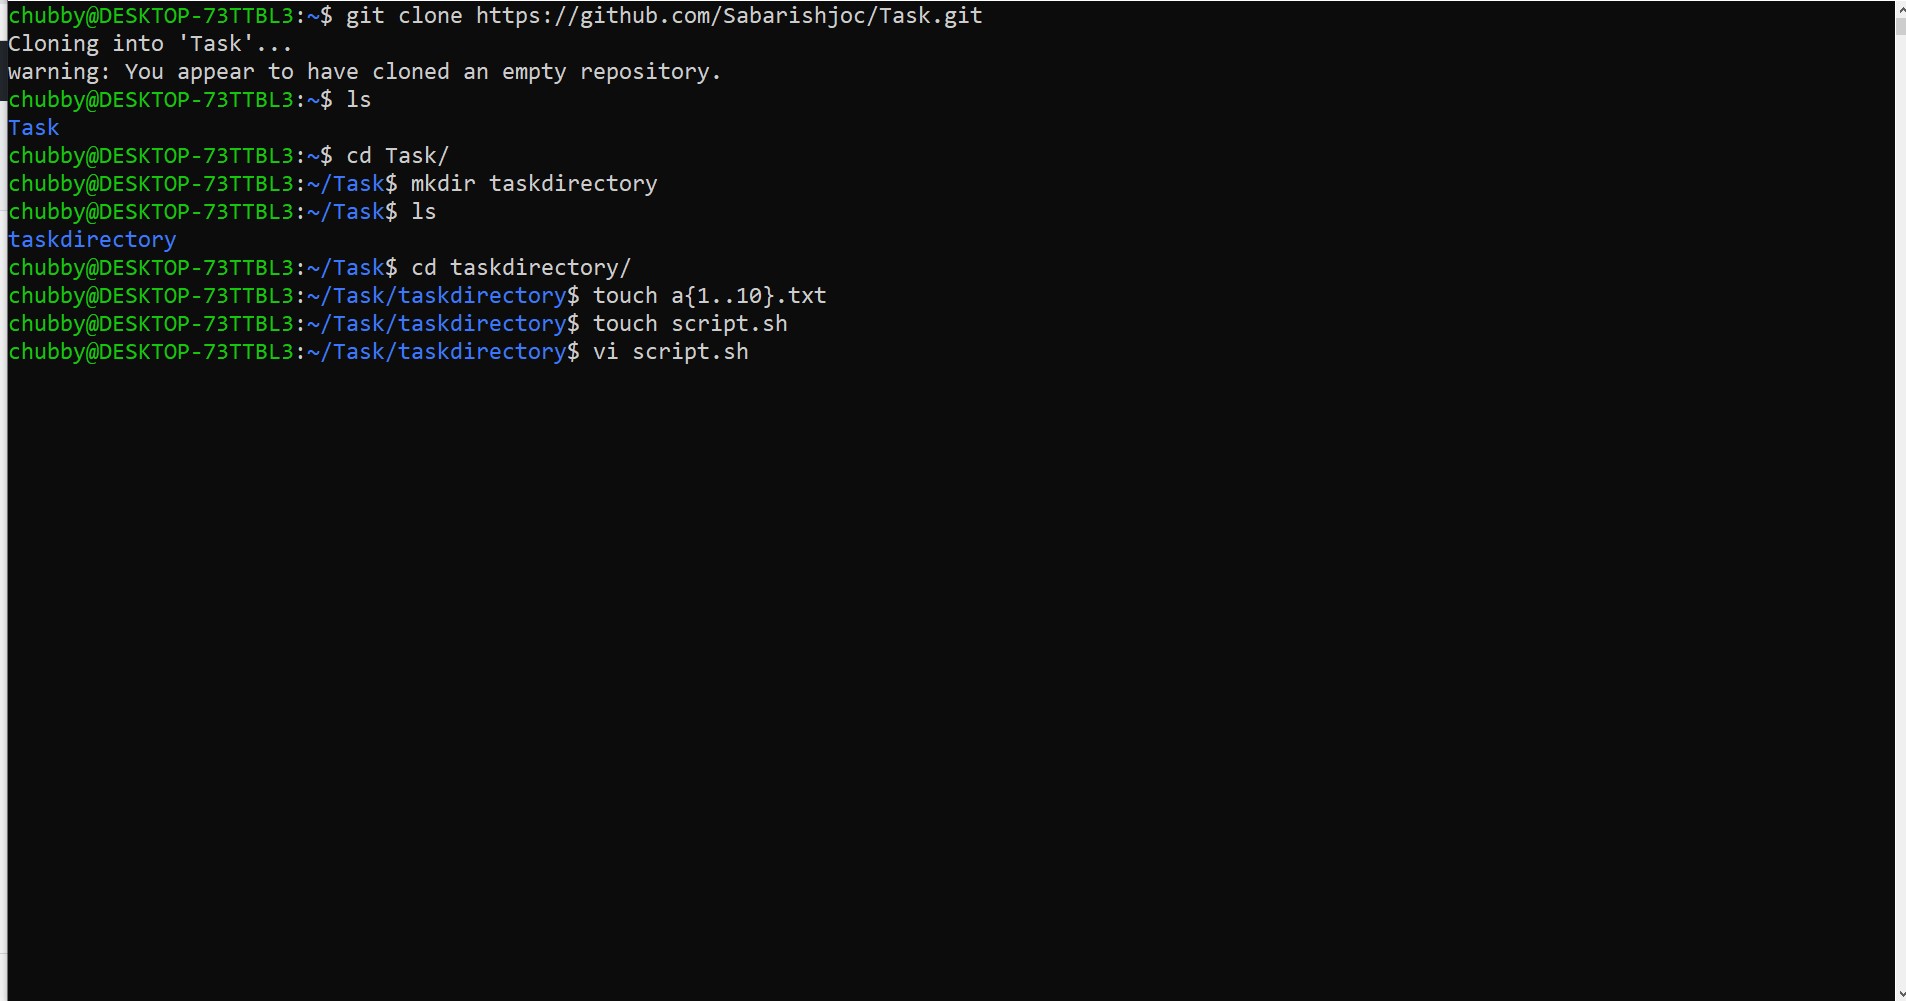 chubby@DESKTOP-73TTBL3:~$ git clone https://github.com/Sabarishjoc/Task.git
Cloning into 'Task'...
warning: You appear to have cloned an empty repository.
chubby@DESKTOP-73TTBL3:~$ ls
Task
chubby@DESKTOP-73TTBL3:~$ cd Task/
chubby@DESKTOP-73TTBL3:~/Task$ mkdir taskdirectory
chubby@DESKTOP-73TTBL3:~/Task$ ls
taskdirectory
chubby@DESKTOP-73TTBL3:~/Task$ cd taskdirectory/
chubby@DESKTOP-73TTBL3:~/Task/taskdirectory$ touch a{1..10}.txt
chubby@DESKTOP-73TTBL3:~/Task/taskdirectory$ touch script.sh
chubby@DESKTOP-73TTBL3:~/Task/taskdirectory$ vi script.sh